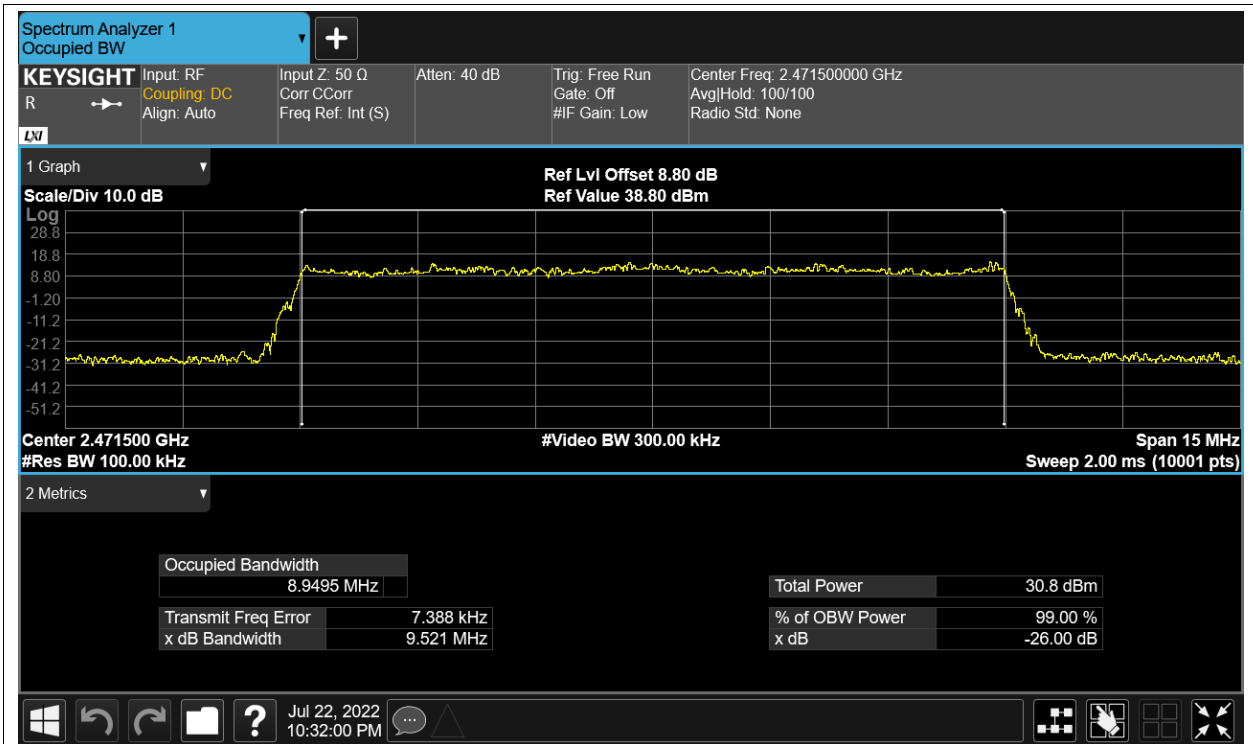 Spectrum Analyzer 1
Occupied BW
KEYSIGHT
R
LXI
Input: RF
Coupling: DC
Align: Auto
Input Z: 50 Ω
Corr CCorr
Freq Ref: Int (S)
Atten: 40 dB
Trig: Free Run
Gate: Off
#IF Gain: Low
Center Freq: 2.471500000 GHz
Avg|Hold: 100/100
Radio Std: None
1 Graph
Scale/Div 10.0 dB
Ref Lvl Offset 8.80 dB
Ref Value 38.80 dBm
Log
28.8
18.8
8.80
-1.20
-11.2
-21.2
-31.2
-41.2
-51.2
Center 2.471500 GHz
#Video BW 300.00 kHz
Span 15 MHz
#Res BW 100.00 kHz
Sweep 2.00 ms (10001 pts)
2 Metrics
Occupied Bandwidth
8.9495 MHz
Transmit Freq Error 7.388 kHz
x dB Bandwidth 9.521 MHz
Total Power 30.8 dBm
% of OBW Power 99.00 %
x dB -26.00 dB
?
Jul 22, 2022
10:32:00 PM